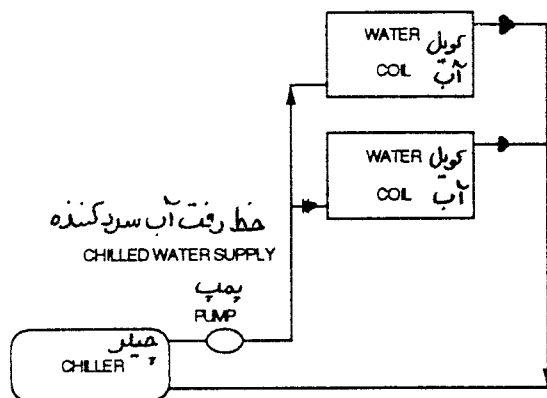 WATER کویل
COIL آب
WATER کویل
COIL آب
خط رفت آب سردکننده
CHILLED WATER SUPPLY
پمپ
PUMP
چیلر
CHILLER